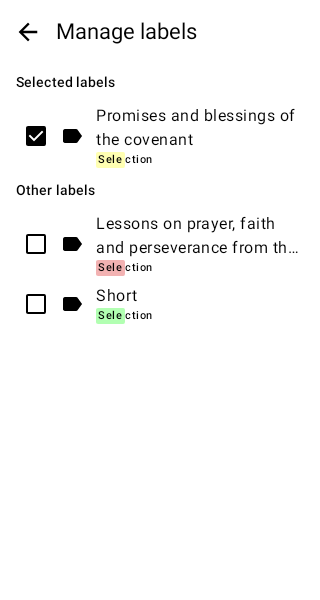 Manage labels
Selected labels
Promises and blessings of
the covenant
Selection
Other labels
Lessons on prayer, faith
and perseverance from th…
Selection
Short
Selection